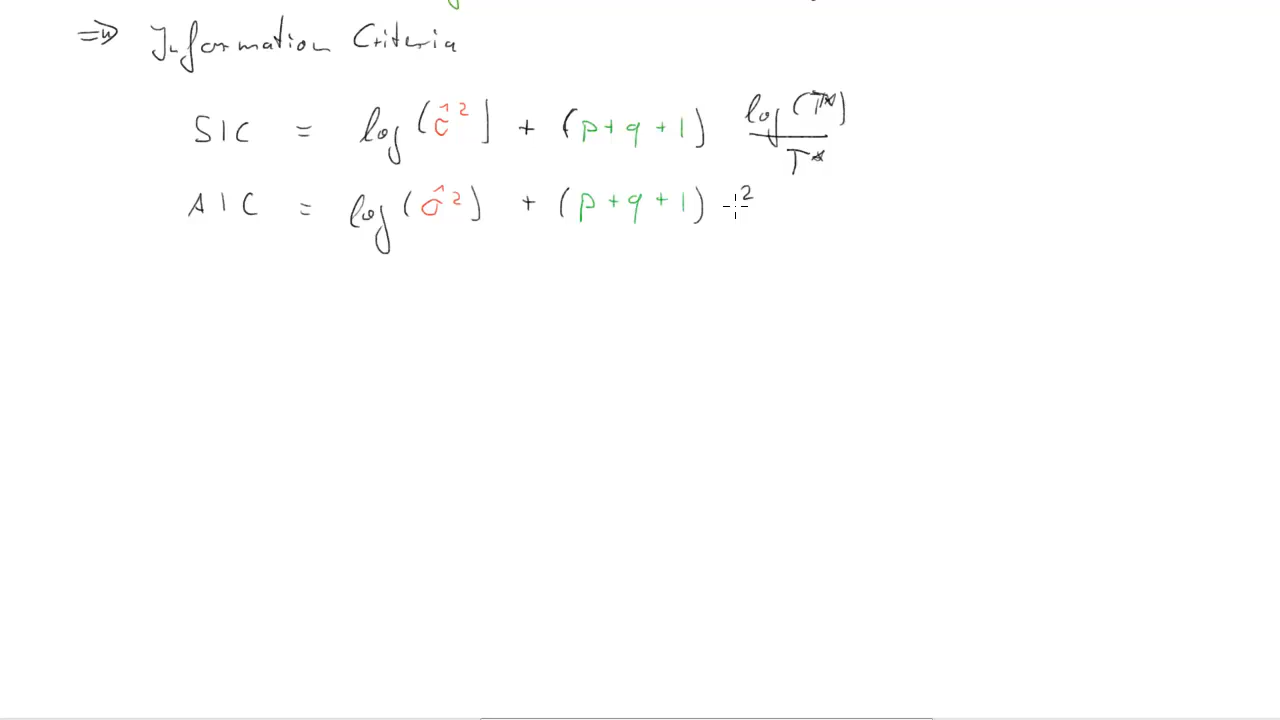 ⇒ Information Criteria
SIC = log(σ̂²) + (p+q+1) log(T*)/T*
AIC = log(σ̂²) + (p+q+1) 2